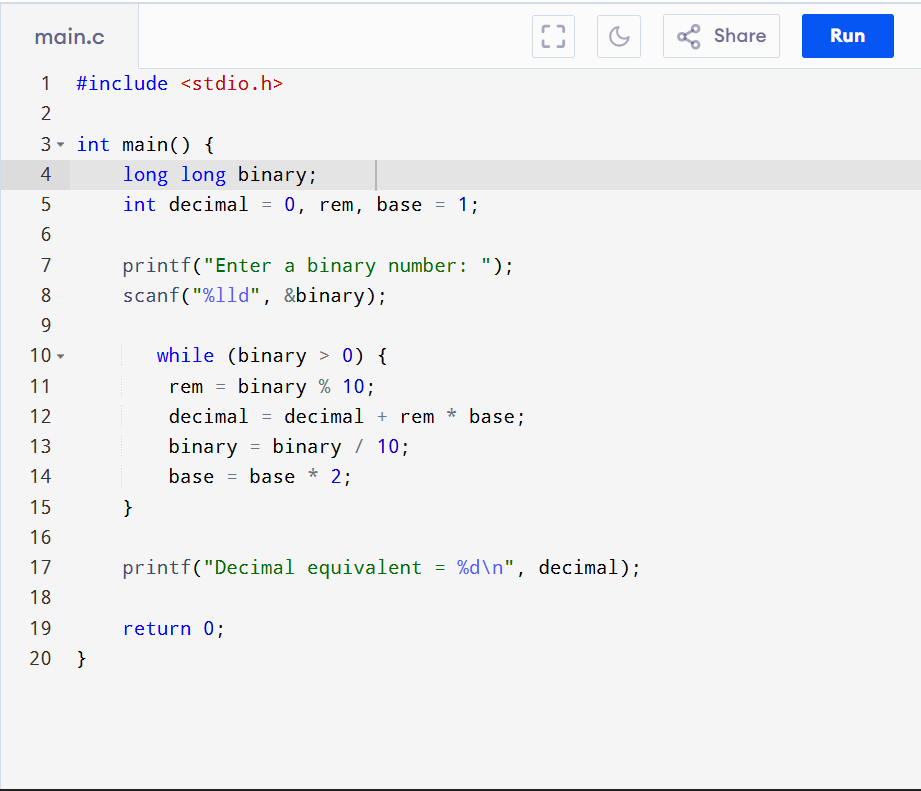 main.c Share Run
1 #include <stdio.h>
2
3 int main() {
4 long long binary;
5 int decimal = 0, rem, base = 1;
6
7 printf("Enter a binary number: ");
8 scanf("%lld", &binary);
9
10 while (binary > 0) {
11 rem = binary % 10;
12 decimal = decimal + rem * base;
13 binary = binary / 10;
14 base = base * 2;
15 }
16
17 printf("Decimal equivalent = %d\n", decimal);
18
19 return 0;
20 }